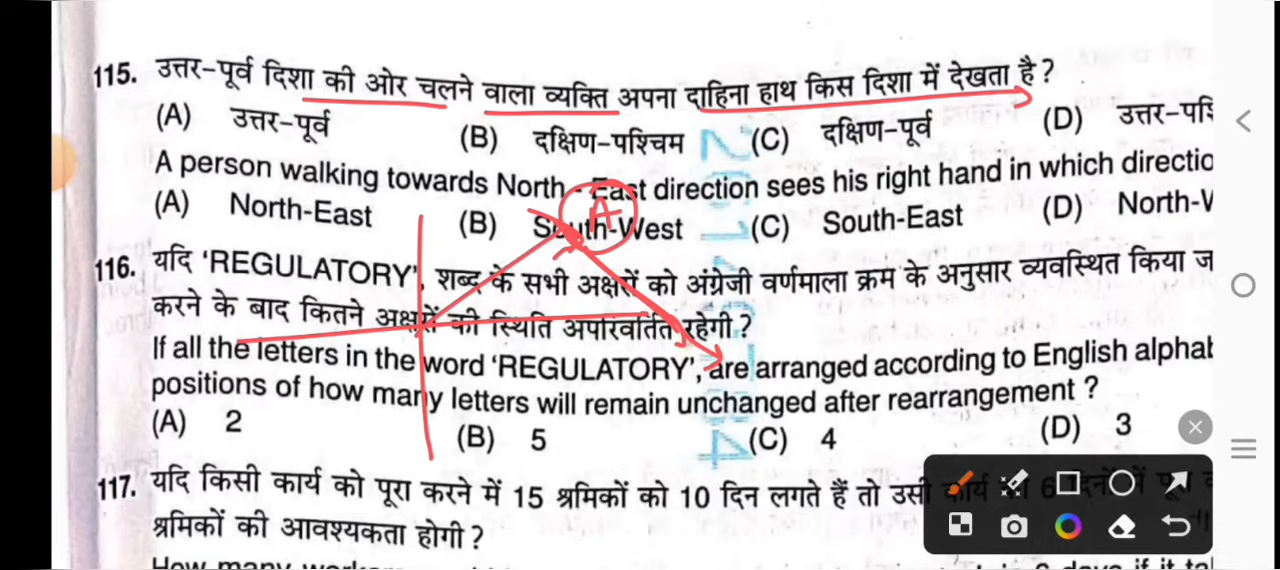 115. उत्तर-पूर्व दिशा की ओर चलने वाला व्यक्ति अपना दाहिना हाथ किस दिशा में देखता है ?
(A) उत्तर-पूर्व (B) दक्षिण-पश्चिम (C) दक्षिण-पूर्व (D) उत्तर-पश्
A person walking towards North - East direction sees his right hand in which directio
(A) North-East (B) South-West (C) South-East (D) North-W
A
116. यदि 'REGULATORY', शब्द के सभी अक्षरों को अंग्रेजी वर्णमाला क्रम के अनुसार व्यवस्थित किया ज
करने के बाद कितने अक्षरों की स्थिति अपरिवर्तित रहेगी ?
If all the letters in the word 'REGULATORY', are arranged according to English alphab
positions of how many letters will remain unchanged after rearrangement ?
(A) 2 (B) 5 (C) 4 (D) 3
117. यदि किसी कार्य को पूरा करने में 15 श्रमिकों को 10 दिन लगते हैं तो उसी कार्य को 6 दिनों में पूरा
श्रमिकों की आवश्यकता होगी ?